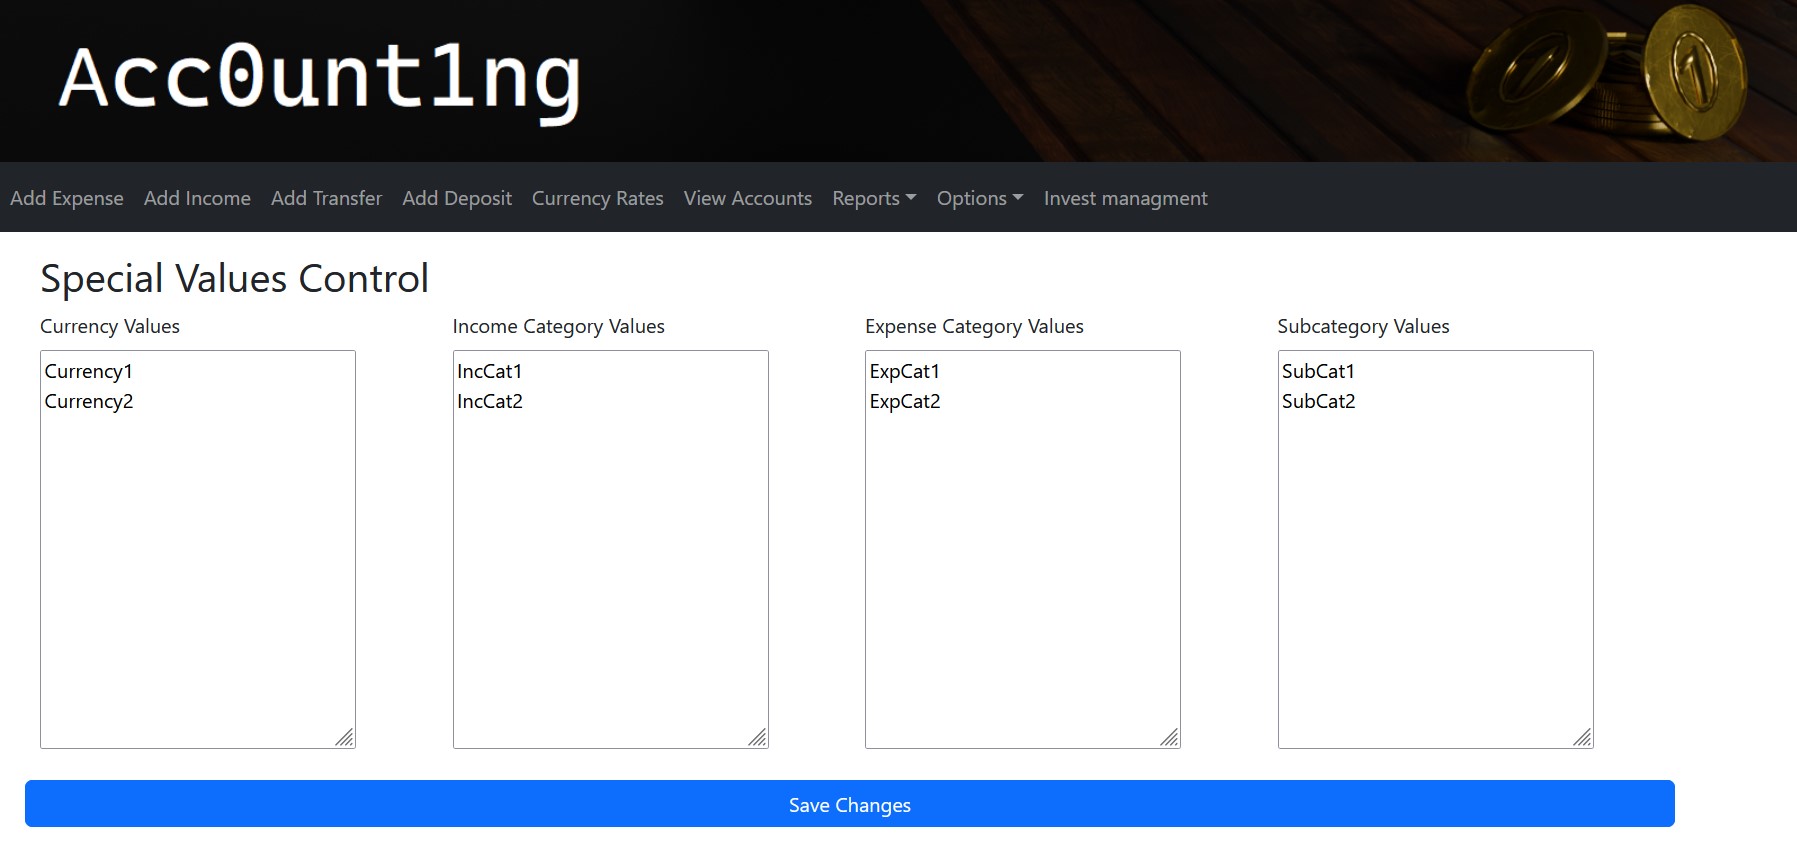 Acc0unt1ng
Add Expense Add Income Add Transfer Add Deposit Currency Rates View Accounts Reports Options Invest managment
Special Values Control
Currency Values Income Category Values Expense Category Values Subcategory Values
Currency1 IncCat1 ExpCat1 SubCat1
Currency2 IncCat2 ExpCat2 SubCat2
Save Changes